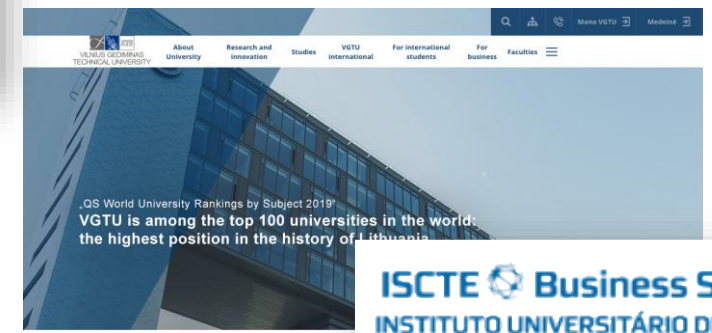 Mano VGTU
Medeinė
VILNIUS GEDIMINAS
TECHNICAL UNIVERSITY
About
University
Research and
innovation
Studies
VGTU
international
For international
students
For
business
Faculties
„QS World University Rankings by Subject 2019"
VGTU is among the top 100 universities in the world:
the highest position in the history of Lithuania
ISCTE Business S
INSTITUTO UNIVERSITÁRIO D